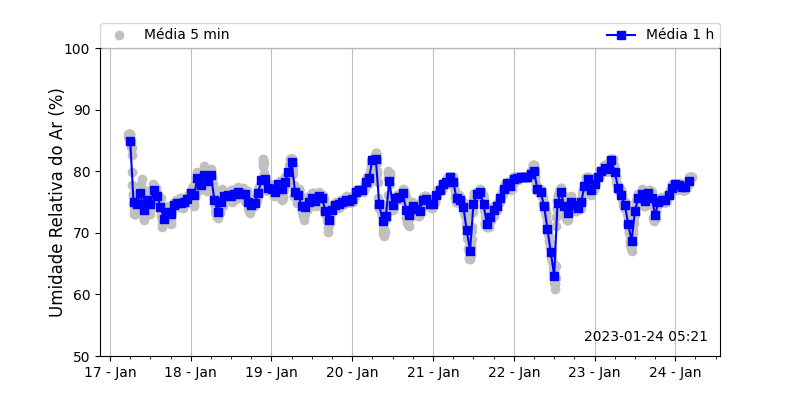 Média 5 min
Média 1 h
Umidade Relativa do Ar (%)
100
90
80
70
60
50
2023-01-24 05:21
17 - Jan
18 - Jan
19 - Jan
20 - Jan
21 - Jan
22 - Jan
23 - Jan
24 - Jan